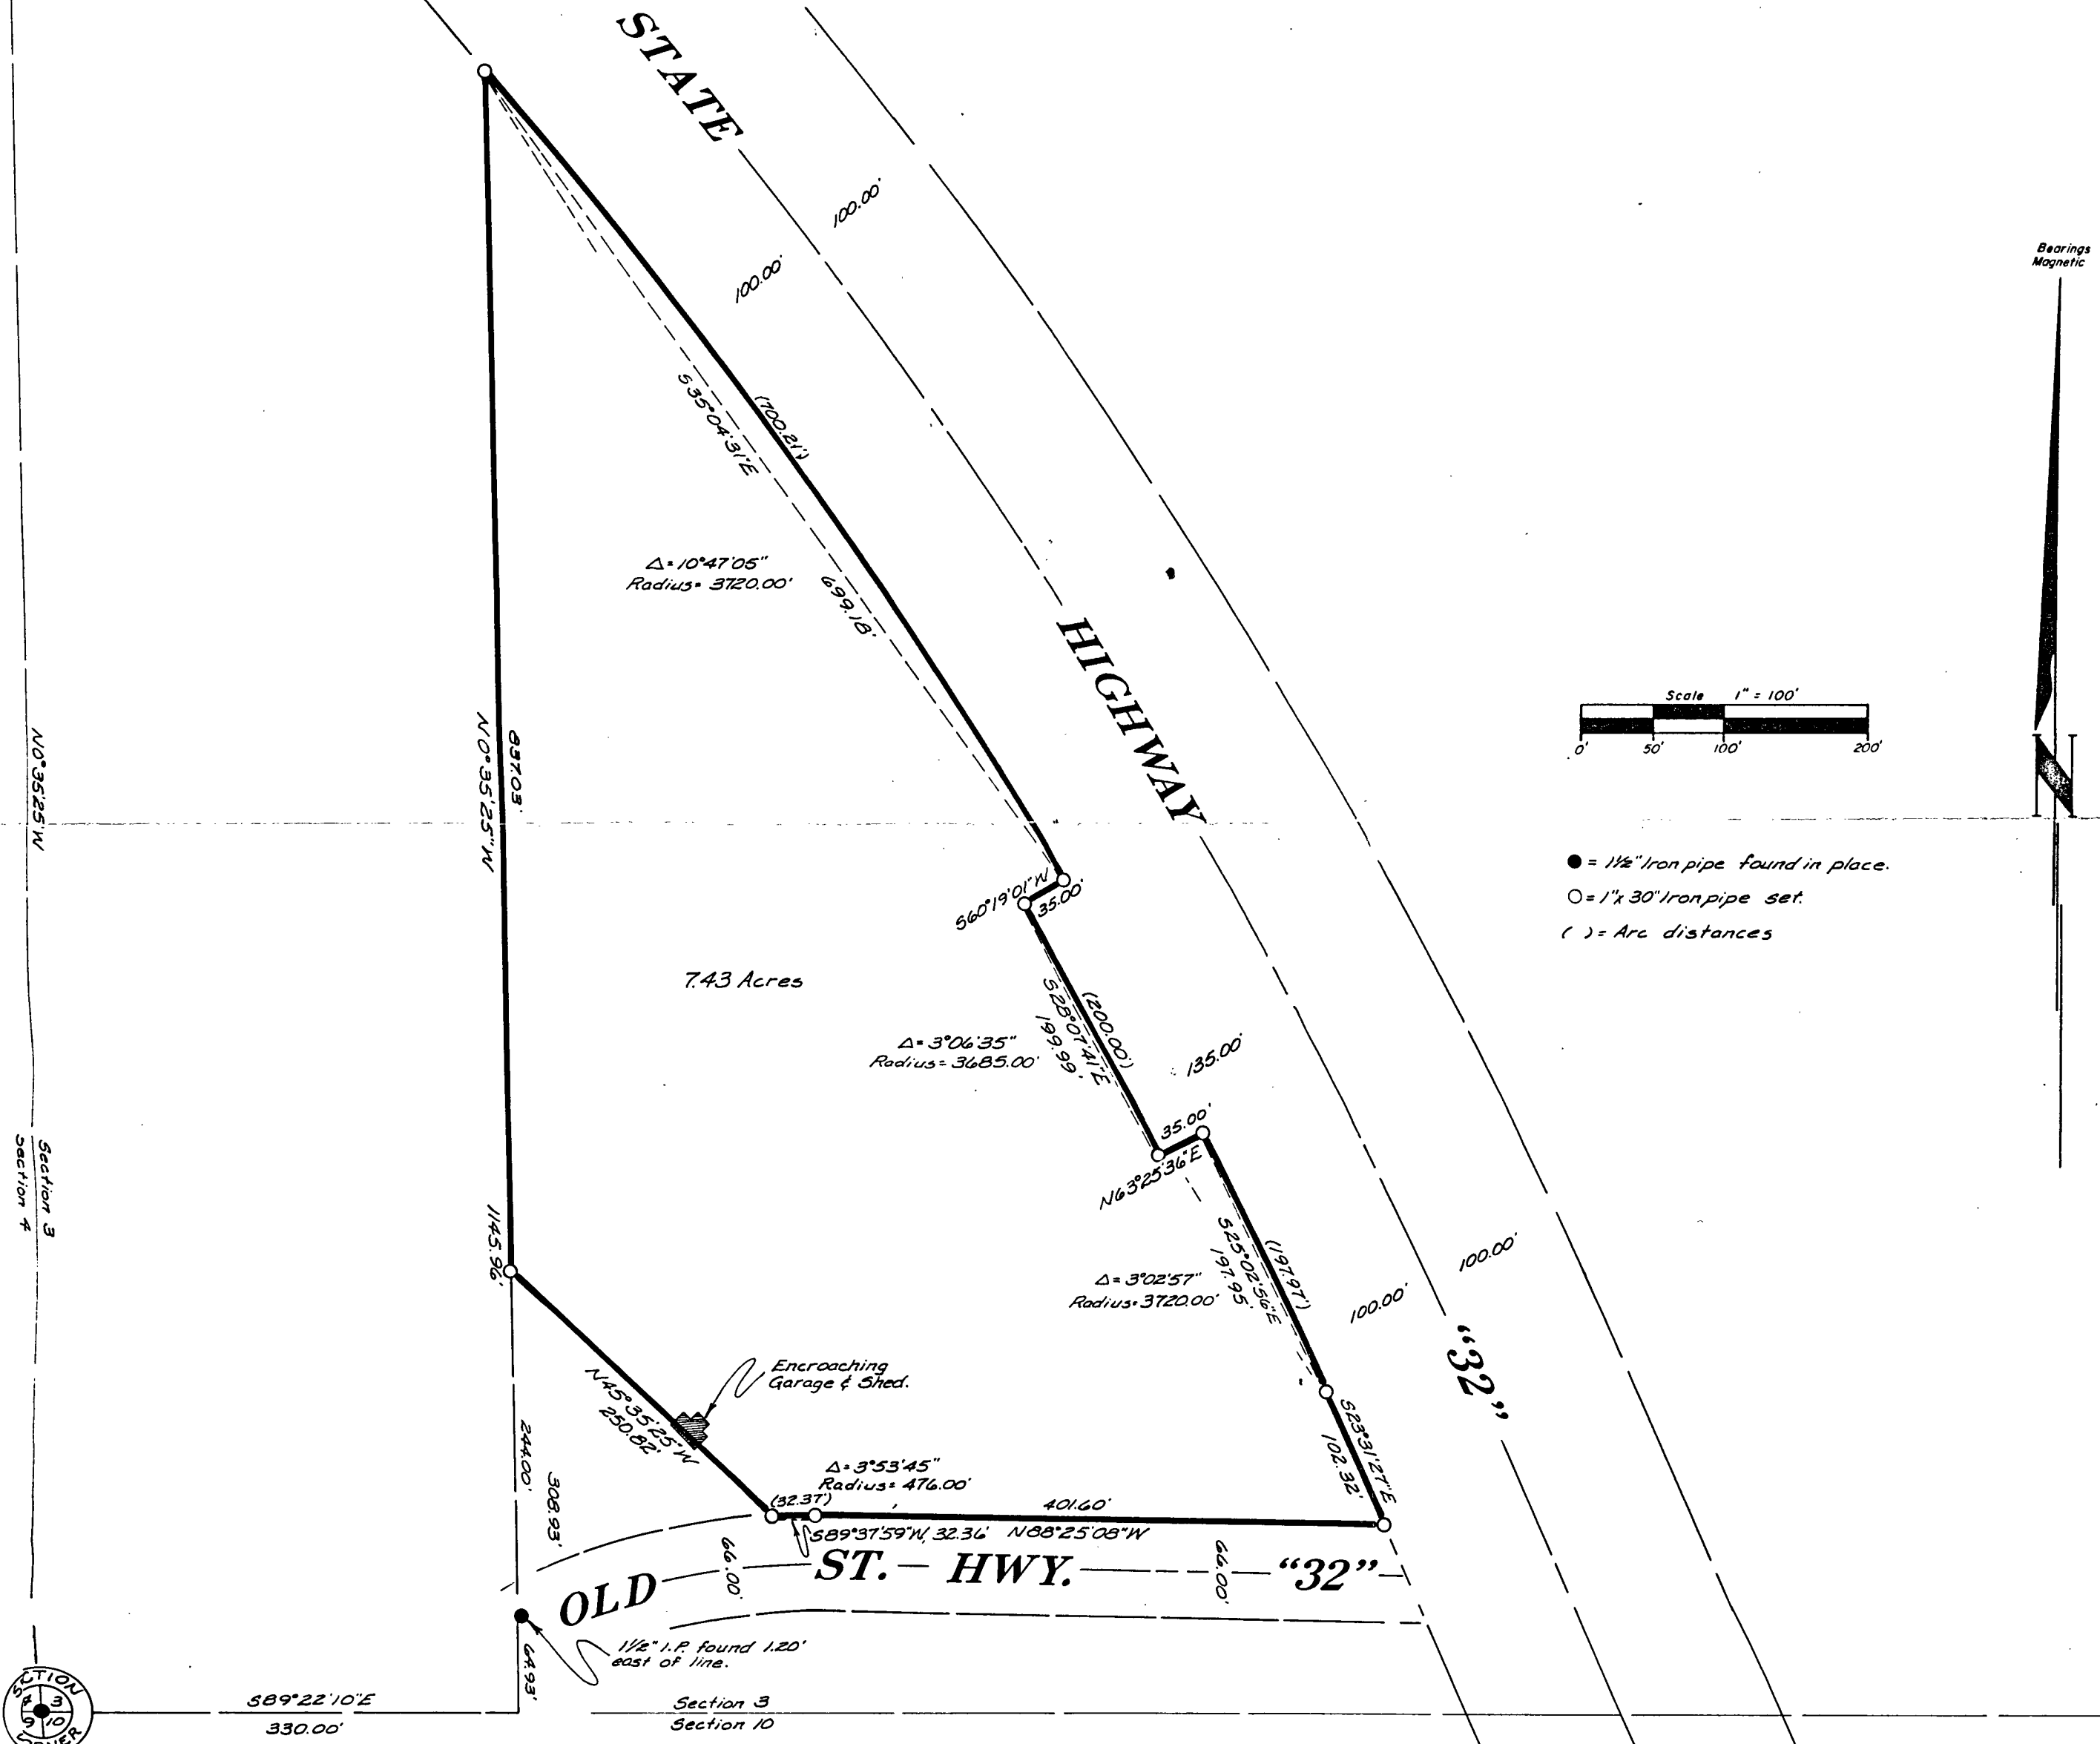 STATE
HIGHWAY
"32"
100.00'
100.00'
Bearings
Magnetic
(700.21')
S35°04'31"E
699.18'
Δ=10°47'05"
Radius=3720.00'
N0°35'25"W
837.03'
N0°35'25"W
Scale 1" = 100'
0' 50' 100' 200'
N
● = 1½" Iron pipe found in place.
○ = 1"x 30" Iron pipe set.
( ) = Arc distances
S60°19'01"W
35.00'
7.43 Acres
(200.00')
S28°07'41"E
199.99'
Δ=3°06'35"
Radius=3685.00'
135.00'
35.00'
N63°25'36"E
Section 3
Section 4
1145.96'
(197.97')
S25°02'56"E
197.95'
Δ=3°02'57"
Radius=3720.00'
100.00'
100.00'
Encroaching
Garage & Shed.
N45°35'25"W
250.82'
S23°31'27"E
102.32'
244.00'
308.93'
Δ=3°53'45"
Radius=476.00'
(32.37')
401.60'
S89°37'59"W, 32.36' N88°25'08"W
66.00'
66.00'
OLD ST. HWY. "32"
1½" I.P. found 1.20'
east of line.
64.93'
SECTION
4 3
9 10
CORNER
S89°22'10"E
330.00'
Section 3
Section 10